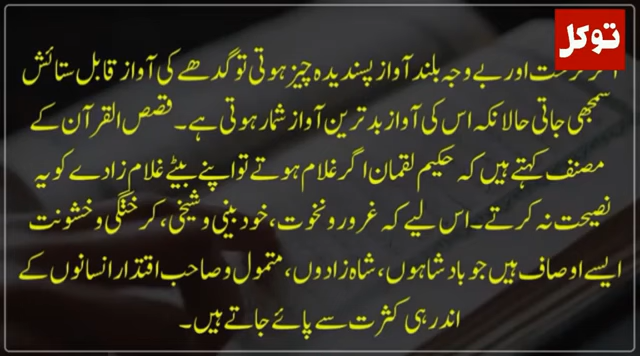 توکل
اور بے وجہ بلند آواز پسندیدہ چیز ہوتی تو گدھے کی آواز قابل ستائش
سمجھی جاتی حالانکہ اس کی آواز بدترین آواز شمار ہوتی ہے۔ قصص القرآن کے
مصنف کہتے ہیں کہ حکیم لقمان اگر غلام ہوتے تو اپنے بیٹے غلام زادے کو یہ
نصیحت نہ کرتے۔ اس لیے کہ غرور و نخوت، خود بینی و شیخی، کرختگی و خشونت
ایسے اوصاف ہیں جو بادشاہوں، شاہ زادوں، متمول و صاحب اقتدار انسانوں کے
اندر ہی کثرت سے پائے جاتے ہیں۔